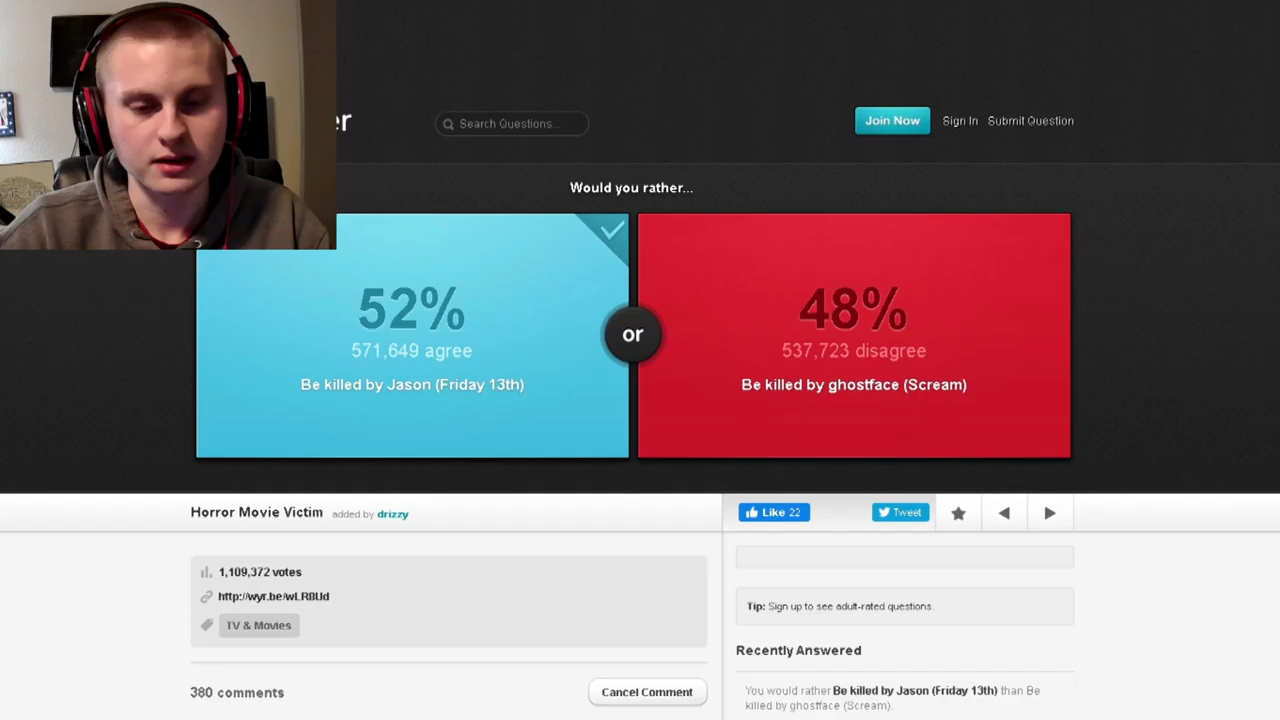 er
Search Questions...
Join Now
Sign In
Submit Question
Would you rather...
52%
571,649 agree
Be killed by Jason (Friday 13th)
or
48%
537,723 disagree
Be killed by ghostface (Scream)
Horror Movie Victim added by drizzy
Like 22
Tweet
1,109,372 votes
http://wyr.be/wLR8Ud
TV & Movies
380 comments
Cancel Comment
Tip: Sign up to see adult-rated questions.
Recently Answered
You would rather Be killed by Jason (Friday 13th) than Be
killed by ghostface (Scream).